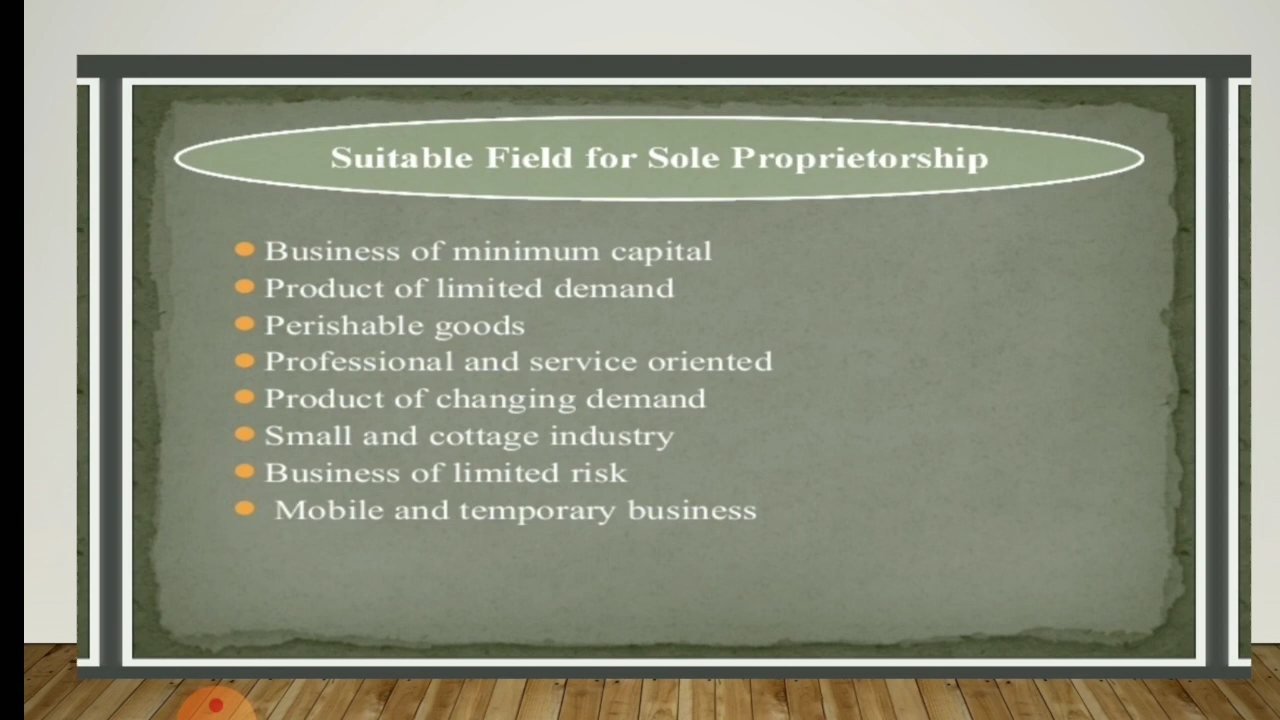 Suitable Field for Sole Proprietorship
Business of minimum capital
Product of limited demand
Perishable goods
Professional and service oriented
Product of changing demand
Small and cottage industry
Business of limited risk
Mobile and temporary business